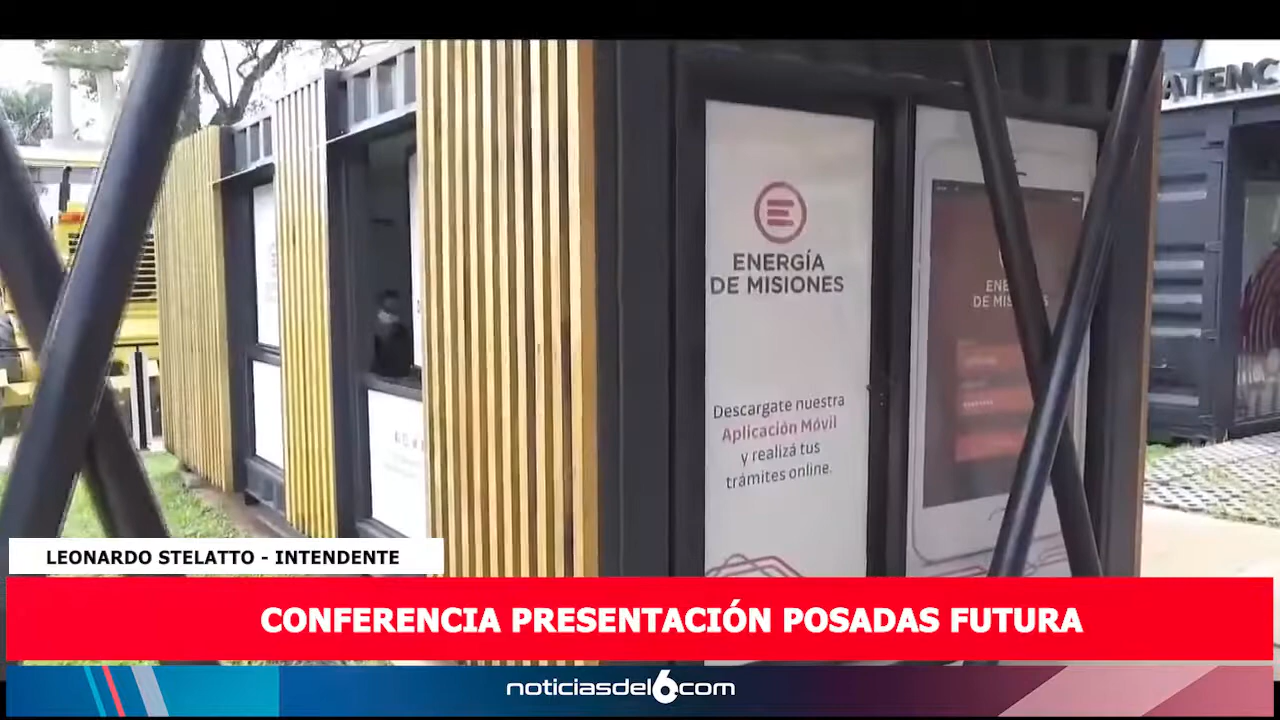 ATENC
ENERGÍA
DE MISIONES
Descargate nuestra
Aplicación Móvil
y realizá tus
trámites online.
LEONARDO STELATTO - INTENDENTE
CONFERENCIA PRESENTACIÓN POSADAS FUTURA
noticiasdel6.com